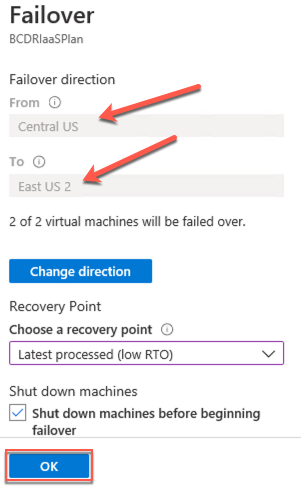 Failover
BCDRIaaSPlan
Failover direction
From
Central US
To
East US 2
2 of 2 virtual machines will be failed over.
Change direction
Recovery Point
Choose a recovery point
Latest processed (low RTO)
Shut down machines
Shut down machines before beginning
failover
OK